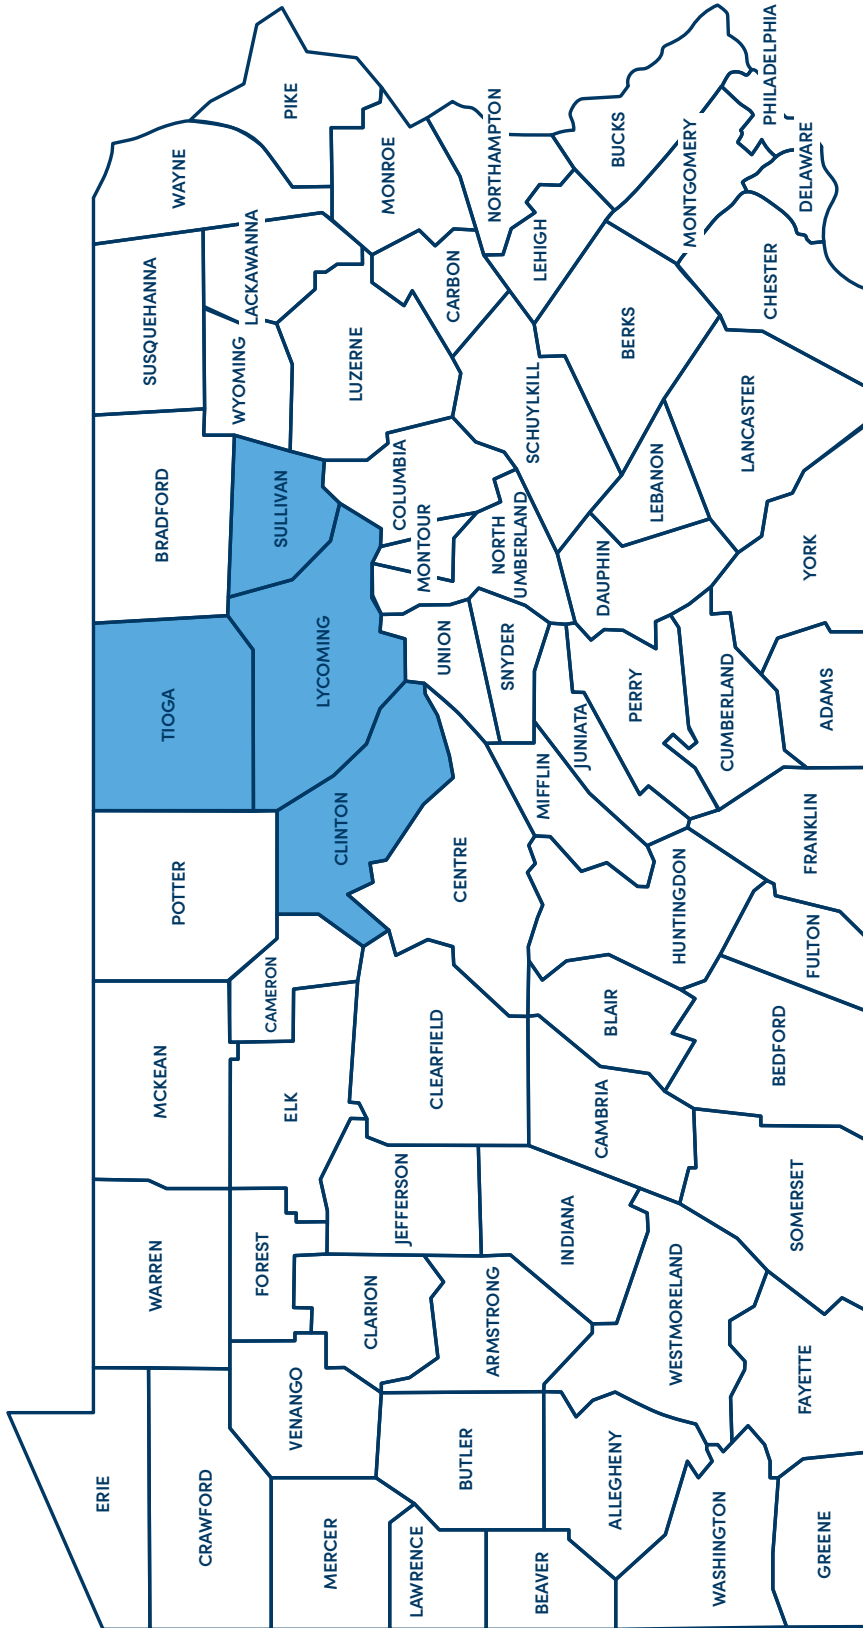 ERIE
CRAWFORD
WARREN
MCKEAN
POTTER
TIOGA
BRADFORD
SUSQUEHANNA
WAYNE
PIKE
MERCER
VENANGO
FOREST
ELK
CAMERON
CLINTON
LYCOMING
SULLIVAN
WYOMING
LACKAWANNA
LAWRENCE
BUTLER
CLARION
JEFFERSON
CLEARFIELD
CENTRE
UNION
MONTOUR
COLUMBIA
LUZERNE
MONROE
CARBON
BEAVER
ARMSTRONG
INDIANA
CAMBRIA
BLAIR
MIFFLIN
JUNIATA
SNYDER
NORTH
UMBERLAND
SCHUYLKILL
LEHIGH
NORTHAMPTON
ALLEGHENY
WESTMORELAND
HUNTINGDON
PERRY
DAUPHIN
LEBANON
BERKS
BUCKS
MONTGOMERY
WASHINGTON
SOMERSET
BEDFORD
CUMBERLAND
LANCASTER
CHESTER
PHILADELPHIA
DELAWARE
GREENE
FAYETTE
FULTON
FRANKLIN
ADAMS
YORK